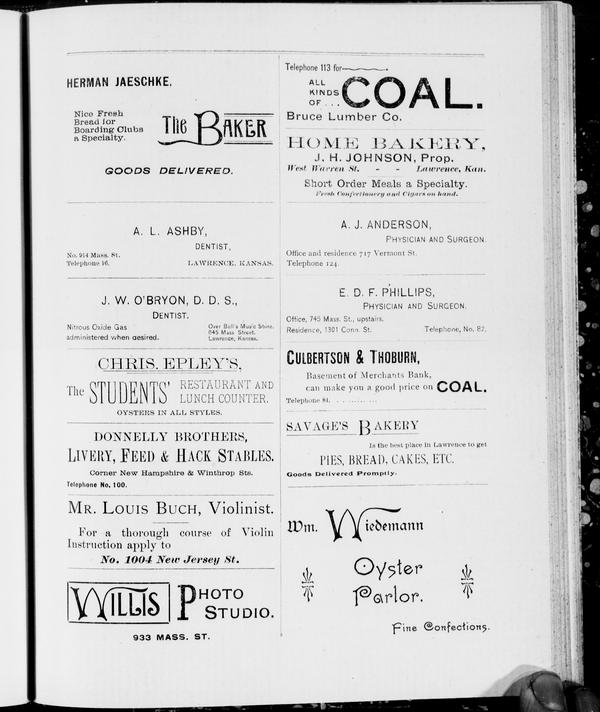 HERMAN JAESCHKE,
Nice Fresh
Bread for
Boarding Clubs
a Specialty.
The BAKER
GOODS DELIVERED.
A. L. ASHBY,
DENTIST,
No. 914 Mass. St.
Telephone 16.
LAWRENCE, KANSAS.
J. W. O'BRYON, D. D. S.,
DENTIST.
Nitrous Oxide Gas
administered when desired.
Over Bell's Music Store.
845 Mass. Street.
Lawrence, Kansas.
CHRIS. EPLEY'S,
The STUDENTS' RESTAURANT AND
LUNCH COUNTER.
OYSTERS IN ALL STYLES.
DONNELLY BROTHERS,
LIVERY, FEED & HACK STABLES.
Corner New Hampshire & Winthrop Sts.
Telephone No. 100.
MR. LOUIS BUCH, Violinist.
For a thorough course of Violin
Instruction apply to
No. 1004 New Jersey St.
WILLIS PHOTO
STUDIO.
933 MASS. ST.
Telephone 113 for
ALL
KINDS
OF ...
COAL.
Bruce Lumber Co.
HOME BAKERY,
J. H. JOHNSON, Prop.
West Warren St. - - Lawrence, Kan.
Short Order Meals a Specialty.
Fresh Confectionery and Cigars on hand.
A. J. ANDERSON,
PHYSICIAN AND SURGEON.
Office and residence 717 Vermont St.
Telephone 124.
E. D. F. PHILLIPS,
PHYSICIAN AND SURGEON.
Office, 745 Mass. St., upstairs.
Residence, 1301 Conn. St. Telephone, No. 82.
CULBERTSON & THOBURN,
Basement of Merchants Bank,
can make you a good price on COAL.
Telephone 84. . . ........ ...
SAVAGE'S BAKERY
Is the best place in Lawrence to get
PIES, BREAD, CAKES, ETC.
Goods Delivered Promptly.
Wm. Wiedemann
Oyster
Parlor.
Fine Confections.